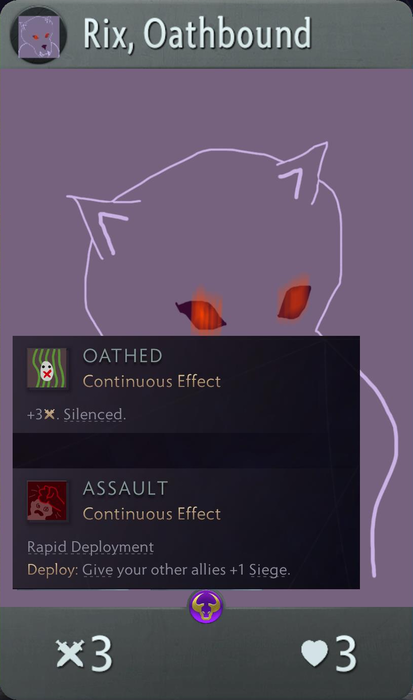 Rix, Oathbound
OATHED
Continuous Effect
+3. Silenced.
ASSAULT
Continuous Effect
Rapid Deployment
Deploy: Give your other allies +1 Siege.
3
3